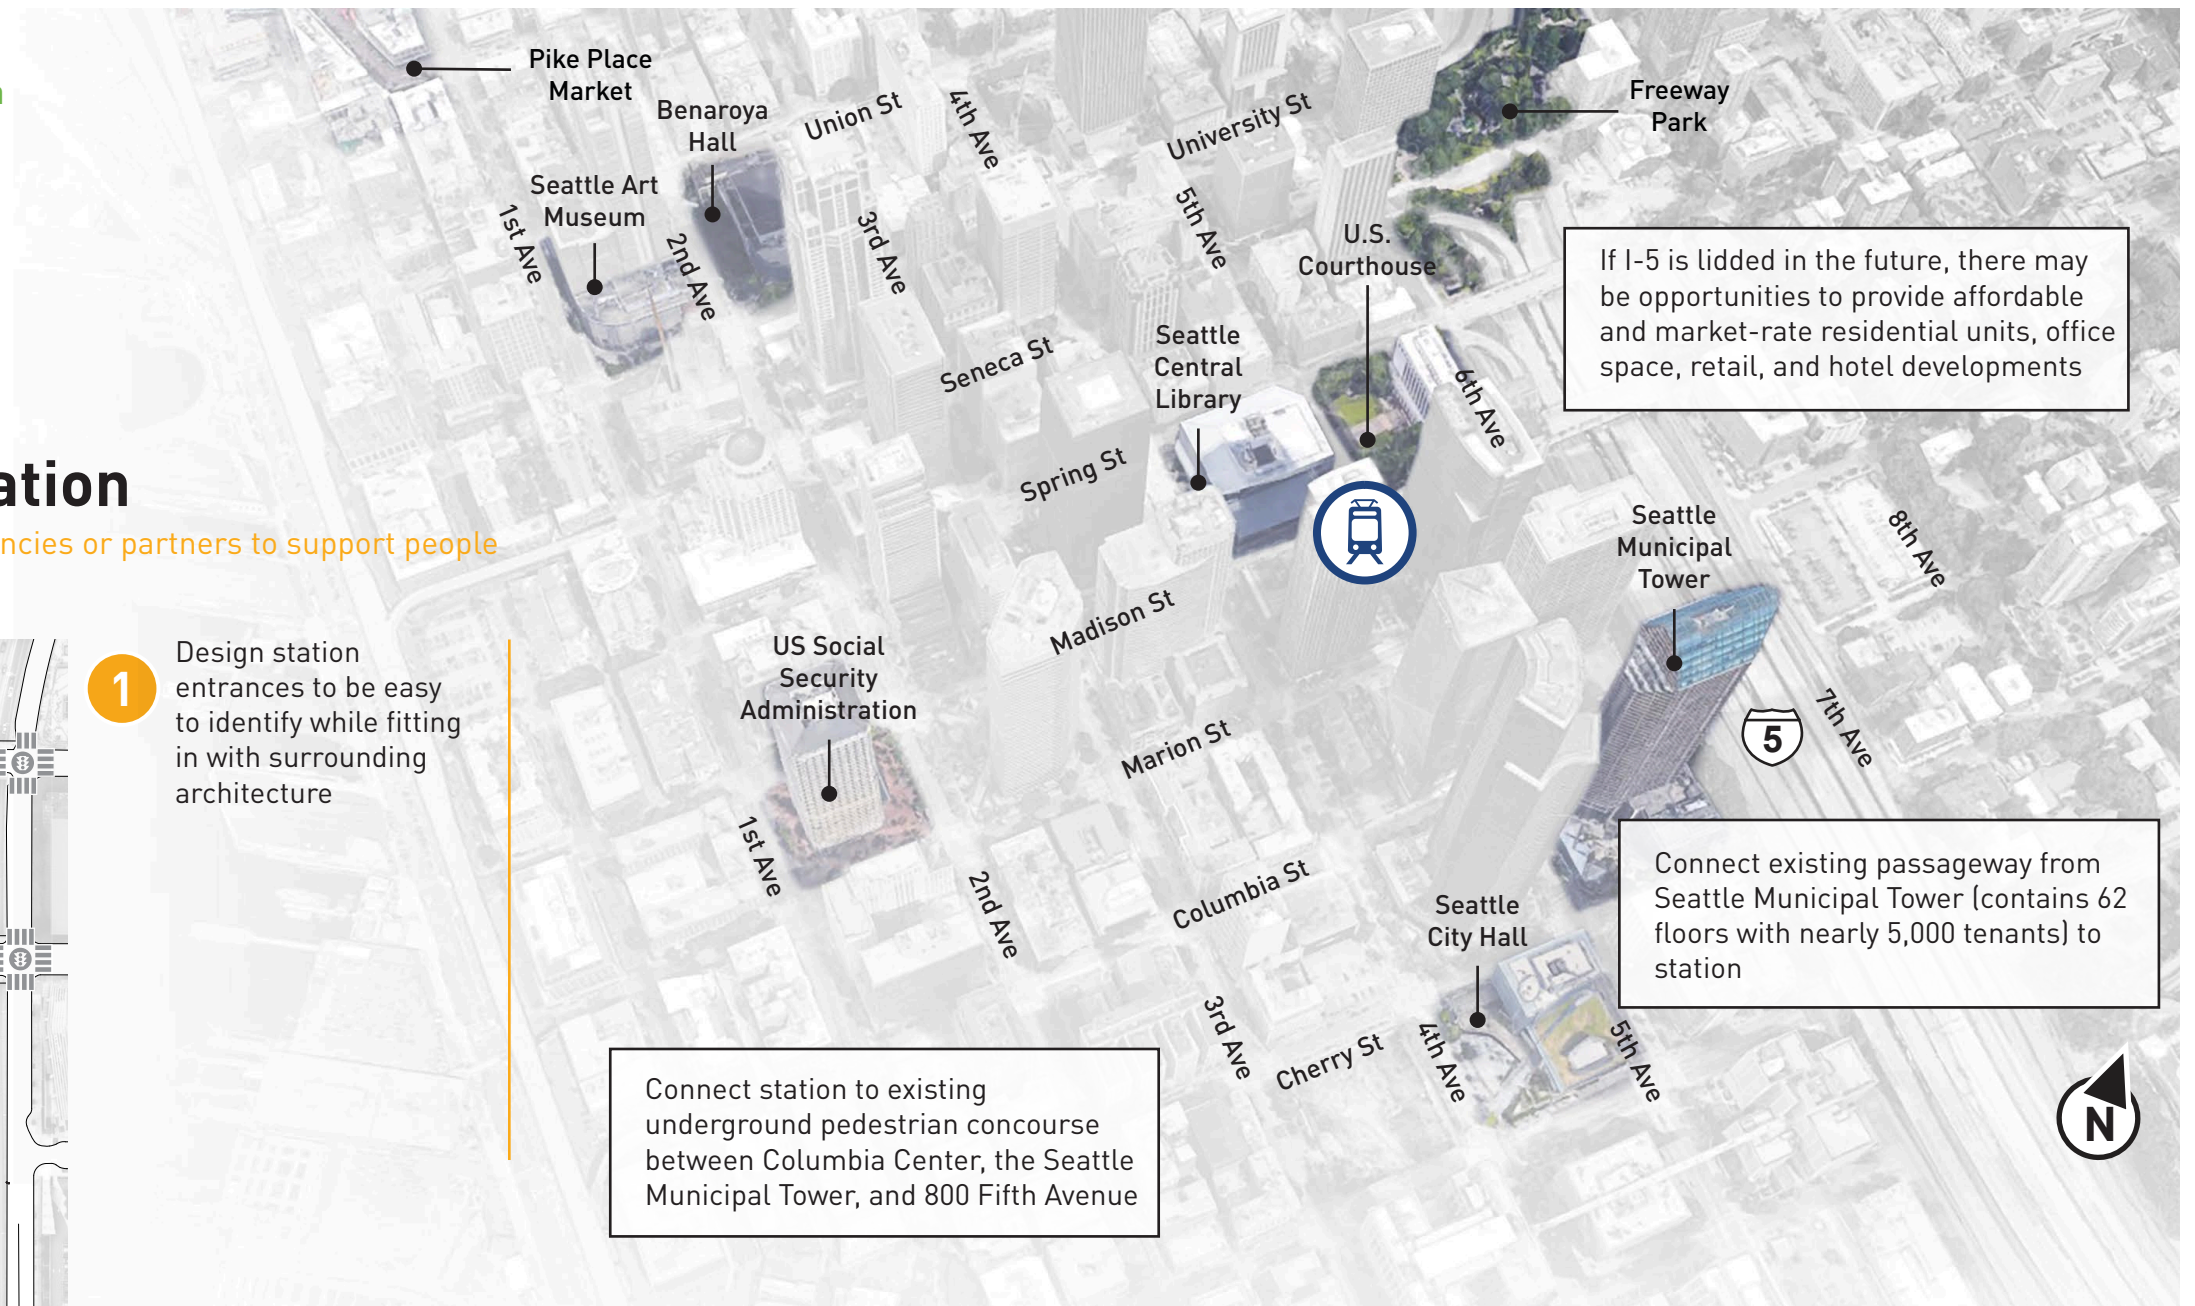 Pike Place
Market
Benaroya
Hall
Union St
4th Ave
University St
Freeway
Park
Seattle Art
Museum
1st Ave
2nd Ave
3rd Ave
5th Ave
U.S.
Courthouse
If I-5 is lidded in the future, there may
be opportunities to provide affordable
and market-rate residential units, office
space, retail, and hotel developments
Seattle
Central
Library
Seneca St
6th Ave
Spring St
ation
ncies or partners to support people
Seattle
Municipal
Tower
8th Ave
Madison St
1
Design station
entrances to be easy
to identify while fitting
in with surrounding
architecture
US Social
Security
Administration
Marion St
5
7th Ave
1st Ave
2nd Ave
Columbia St
Seattle
City Hall
Connect existing passageway from
Seattle Municipal Tower (contains 62
floors with nearly 5,000 tenants) to
station
3rd Ave
Cherry St
4th Ave
5th Ave
Connect station to existing
underground pedestrian concourse
between Columbia Center, the Seattle
Municipal Tower, and 800 Fifth Avenue
N